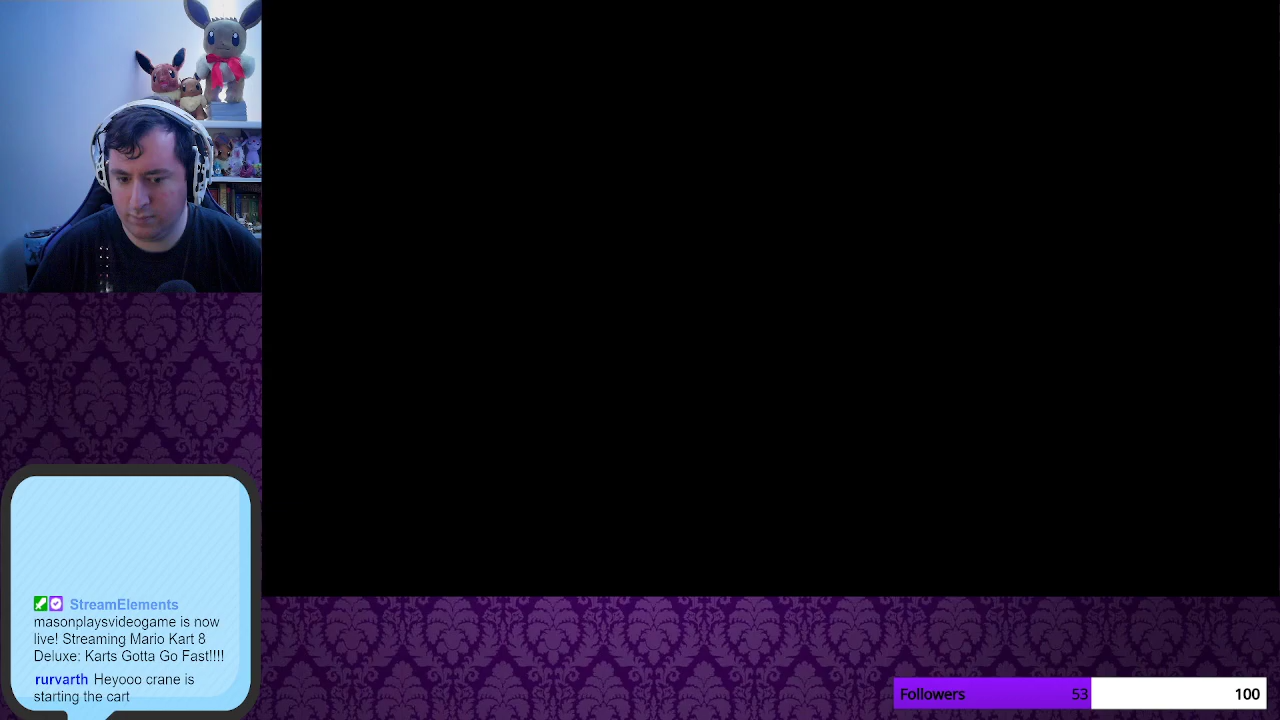 StreamElements
masonplaysvideogame is now
live! Streaming Mario Kart 8
Deluxe: Karts Gotta Go Fast!!!!
rurvarth Heyooo crane is
starting the cart
Followers 53 100